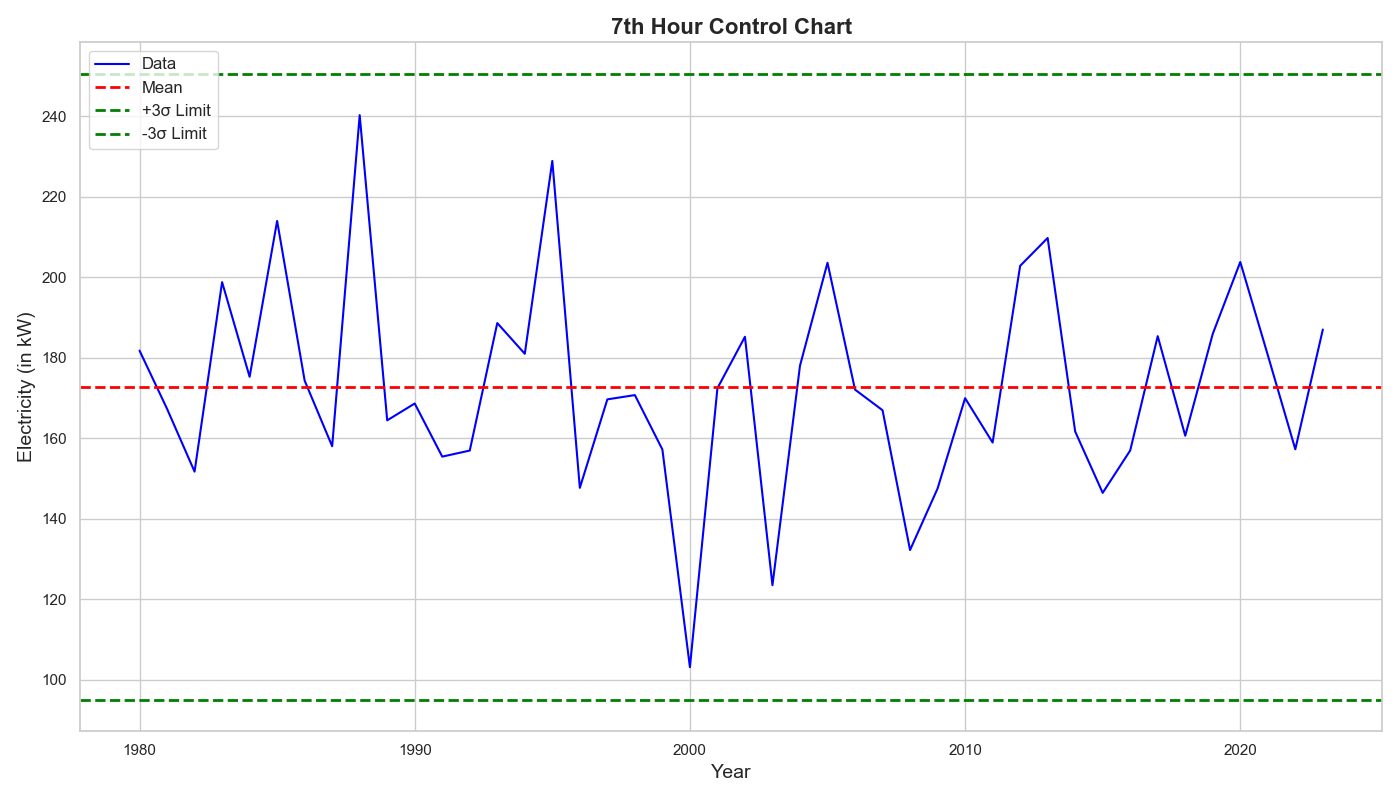 7th Hour Control Chart
Data
Mean
+3σ Limit
-3σ Limit
Electricity (in kW)
240
220
200
180
160
140
120
100
1980
1990
2000
2010
2020
Year